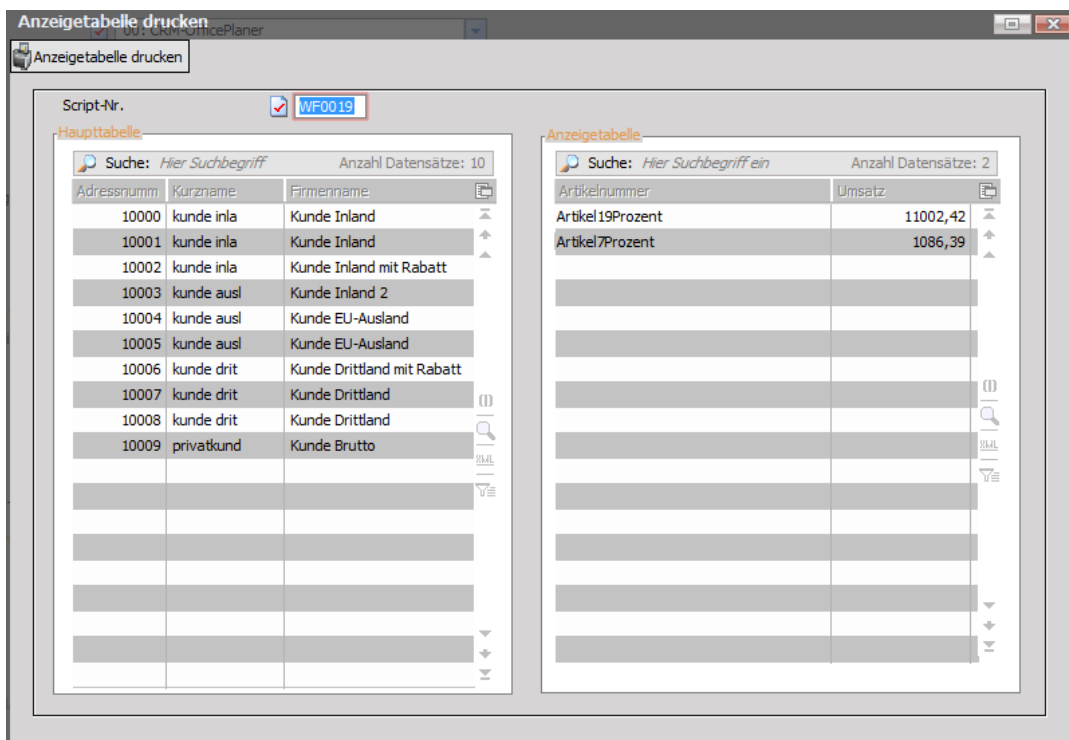 Anzeigetabelle drucken
001 CRM-OfficePlaner
Anzeigetabelle drucken
Script-Nr. WF0019
Haupttabelle
Suche: Hier Suchbegriff Anzahl Datensätze: 10
Adressnumm Kurzname Firmenname
10000 kunde inla Kunde Inland
10001 kunde inla Kunde Inland
10002 kunde inla Kunde Inland mit Rabatt
10003 kunde ausl Kunde Inland 2
10004 kunde ausl Kunde EU-Ausland
10005 kunde ausl Kunde EU-Ausland
10006 kunde drit Kunde Drittland mit Rabatt
10007 kunde drit Kunde Drittland
10008 kunde drit Kunde Drittland
10009 privatkund Kunde Brutto
XML
Anzeigetabelle
Suche: Hier Suchbegriff ein Anzahl Datensätze: 2
Artikelnummer Umsatz
Artikel19Prozent 11002,42
Artikel7Prozent 1086,39
XML